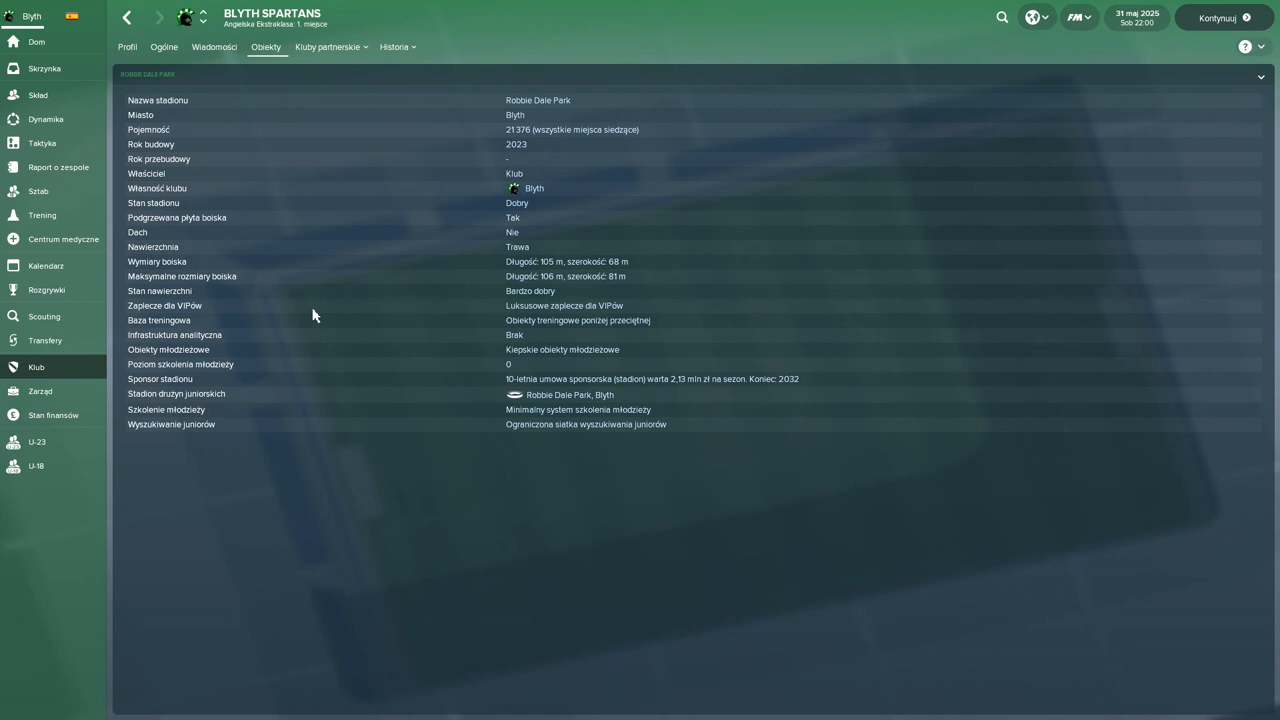 Blyth
BLYTH SPARTANS
Angielska Ekstraklasa: 1. miejsce
31 maj 2025
Sob 22:00
FM
Kontynuuj
Profil
Ogólne
Wiadomości
Obiekty
Kluby partnerskie
Historia
?
Dom
Skrzynka
Skład
Dynamika
Taktyka
Raport o zespole
Sztab
Trening
Centrum medyczne
Kalendarz
Rozgrywki
Scouting
Transfery
Klub
Zarząd
Stan finansów
U-23
U-18
ROBBIE DALE PARK
Nazwa stadionu Robbie Dale Park
Miasto Blyth
Pojemność 21 376 (wszystkie miejsca siedzące)
Rok budowy 2023
Rok przebudowy -
Właściciel Klub
Własność klubu Blyth
Stan stadionu Dobry
Podgrzewana płyta boiska Tak
Dach Nie
Nawierzchnia Trawa
Wymiary boiska Długość: 105 m, szerokość: 68 m
Maksymalne rozmiary boiska Długość: 106 m, szerokość: 81 m
Stan nawierzchni Bardzo dobry
Zaplecze dla VIPów Luksusowe zaplecze dla VIPów
Baza treningowa Obiekty treningowe poniżej przeciętnej
Infrastruktura analityczna Brak
Obiekty młodzieżowe Kiepskie obiekty młodzieżowe
Poziom szkolenia młodzieży 0
Sponsor stadionu 10-letnia umowa sponsorska (stadion) warta 2,13 mln zł na sezon. Koniec: 2032
Stadion drużyn juniorskich Robbie Dale Park, Blyth
Szkolenie młodzieży Minimalny system szkolenia młodzieży
Wyszukiwanie juniorów Ograniczona siatka wyszukiwania juniorów